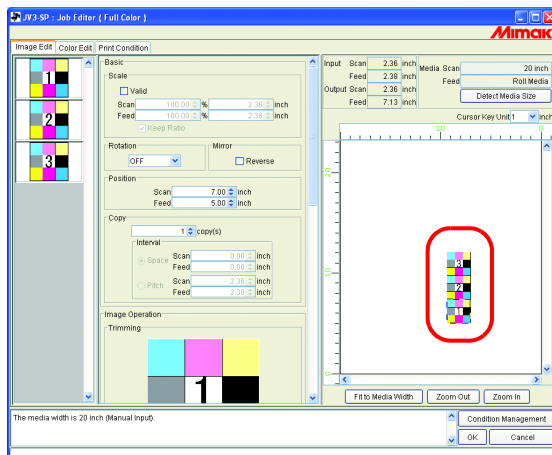 JV3-SP : Job Editor ( Full Color )
Mimaki
Image Edit Color Edit Print Condition
1
2
3
Basic
Scale
Valid
Scan 100.00 % 2.36 inch
Feed 100.00 % 2.38 inch
Keep Ratio
Rotation
OFF
Mirror
Reverse
Position
Scan 7.00 inch
Feed 5.00 inch
Copy
1 copy(s)
Interval
Space Scan 0.00 inch
Feed 0.00 inch
Pitch Scan 2.36 inch
Feed 2.38 inch
Image Operation
Trimming
1
Input Scan 2.36 inch
Feed 2.38 inch
Output Scan 2.36 inch
Feed 7.13 inch
Media Scan 20 inch
Feed Roll Media
Detect Media Size
Cursor Key Unit 1 inch
10 0
20
10
0
3
2
1
Fit to Media Width Zoom Out Zoom In
The media width is 20 inch (Manual Input).
Condition Management
OK Cancel